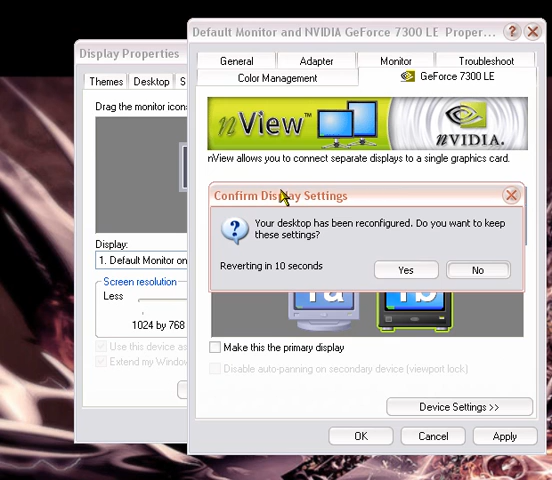 Default Monitor and NVIDIA GeForce 7300 LE Proper...
Display Properties
General
Adapter
Monitor
Troubleshoot
Color Management
GeForce 7300 LE
Themes
Desktop
S
Drag the monitor icon
nView™
nVIDIA.
nView allows you to connect separate displays to a single graphics card.
Confirm Display Settings
Your desktop has been reconfigured. Do you want to keep
these settings?
Reverting in 10 seconds
Yes
No
Display:
1. Default Monitor on
Screen resolution
Less
1024 by 768
Use this device as
Extend my Window
1a
1b
Make this the primary display
Disable auto-panning on secondary device (viewport lock)
Device Settings >>
OK
Cancel
Apply